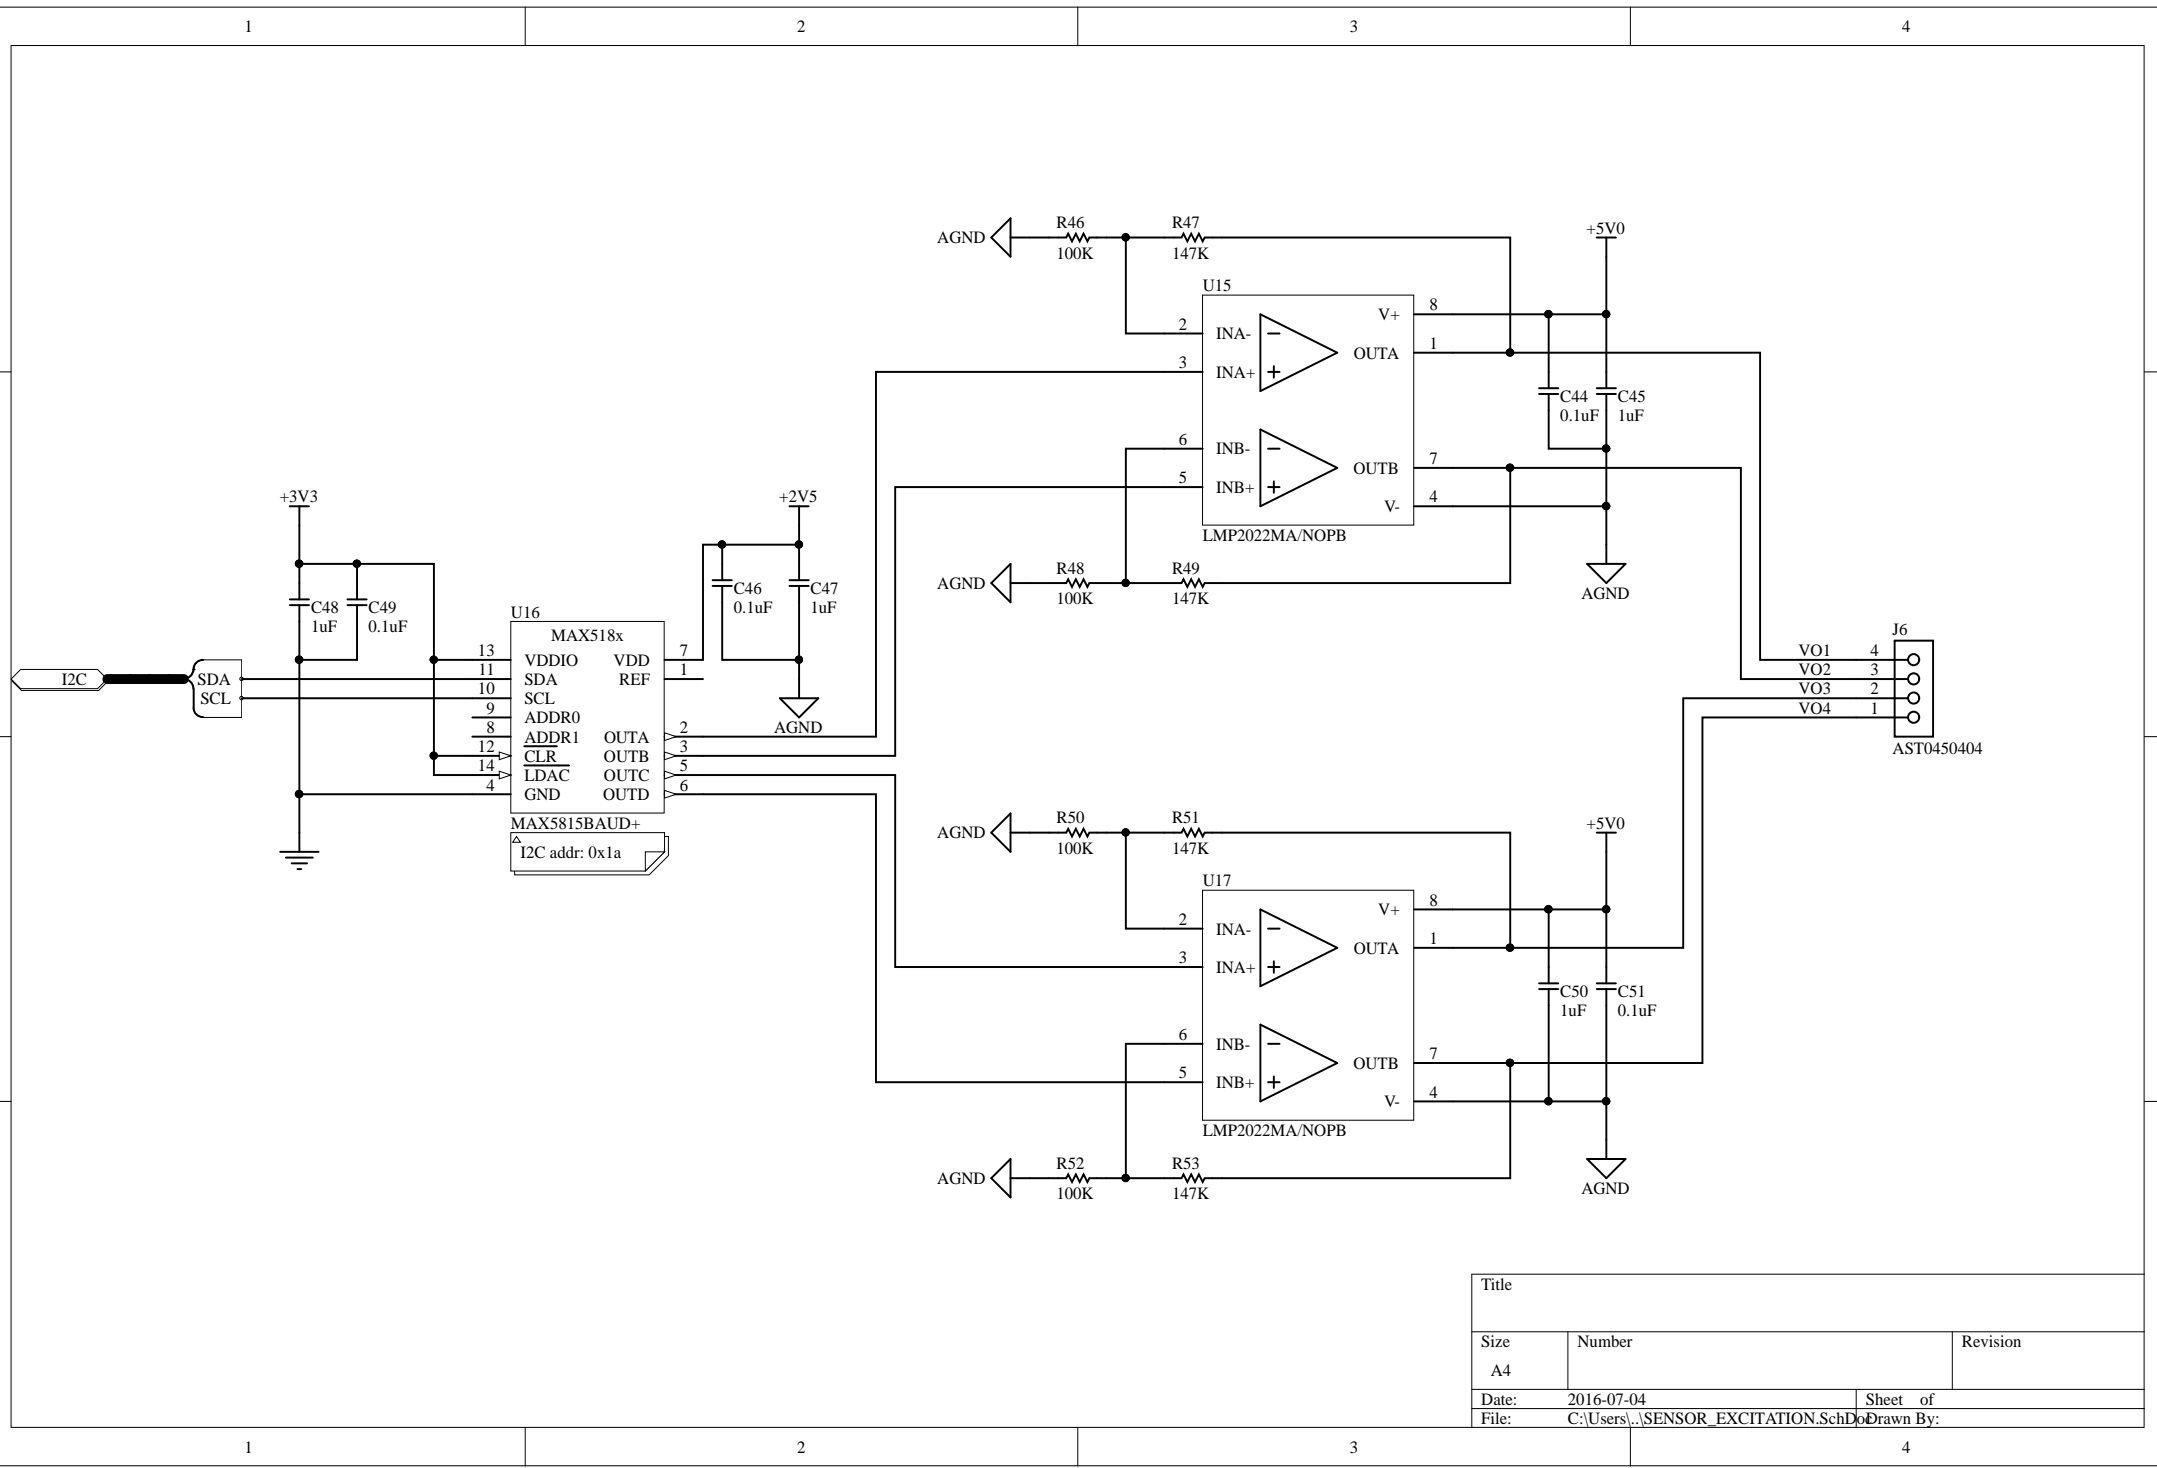 1 2 3 4
R46 R47
+5V0
AGND
100K 147K
U15
V+ 8
2 INA-
OUTA 1
3 INA+
C44 C45
0.1uF 1uF
6 INB-
OUTB 7
5 INB+
V- 4
LMP2022MA/NOPB
R48 R49
AGND
100K 147K
AGND
+3V3
+2V5
C48 C49
1uF 0.1uF
C46 C47
0.1uF 1uF
U16
MAX518x
13 VDDIO VDD 7
11 SDA REF 1
10 SCL
9 ADDR0
8 ADDR1 OUTA 2
12 CLR OUTB 3
14 LDAC OUTC 5
4 GND OUTD 6
MAX5815BAUD+
I2C addr: 0x1a
I2C
SDA
SCL
AGND
J6
VO1 4
VO2 3
VO3 2
VO4 1
AST0450404
R50 R51
+5V0
AGND
100K 147K
U17
V+ 8
2 INA-
OUTA 1
3 INA+
C50 C51
1uF 0.1uF
6 INB-
OUTB 7
5 INB+
V- 4
LMP2022MA/NOPB
R52 R53
AGND
100K 147K
AGND
Title
Size Number Revision
A4
Date: 2016-07-04 Sheet of
File: C:\Users\..\SENSOR_EXCITATION.SchDoc Drawn By:
1 2 3 4